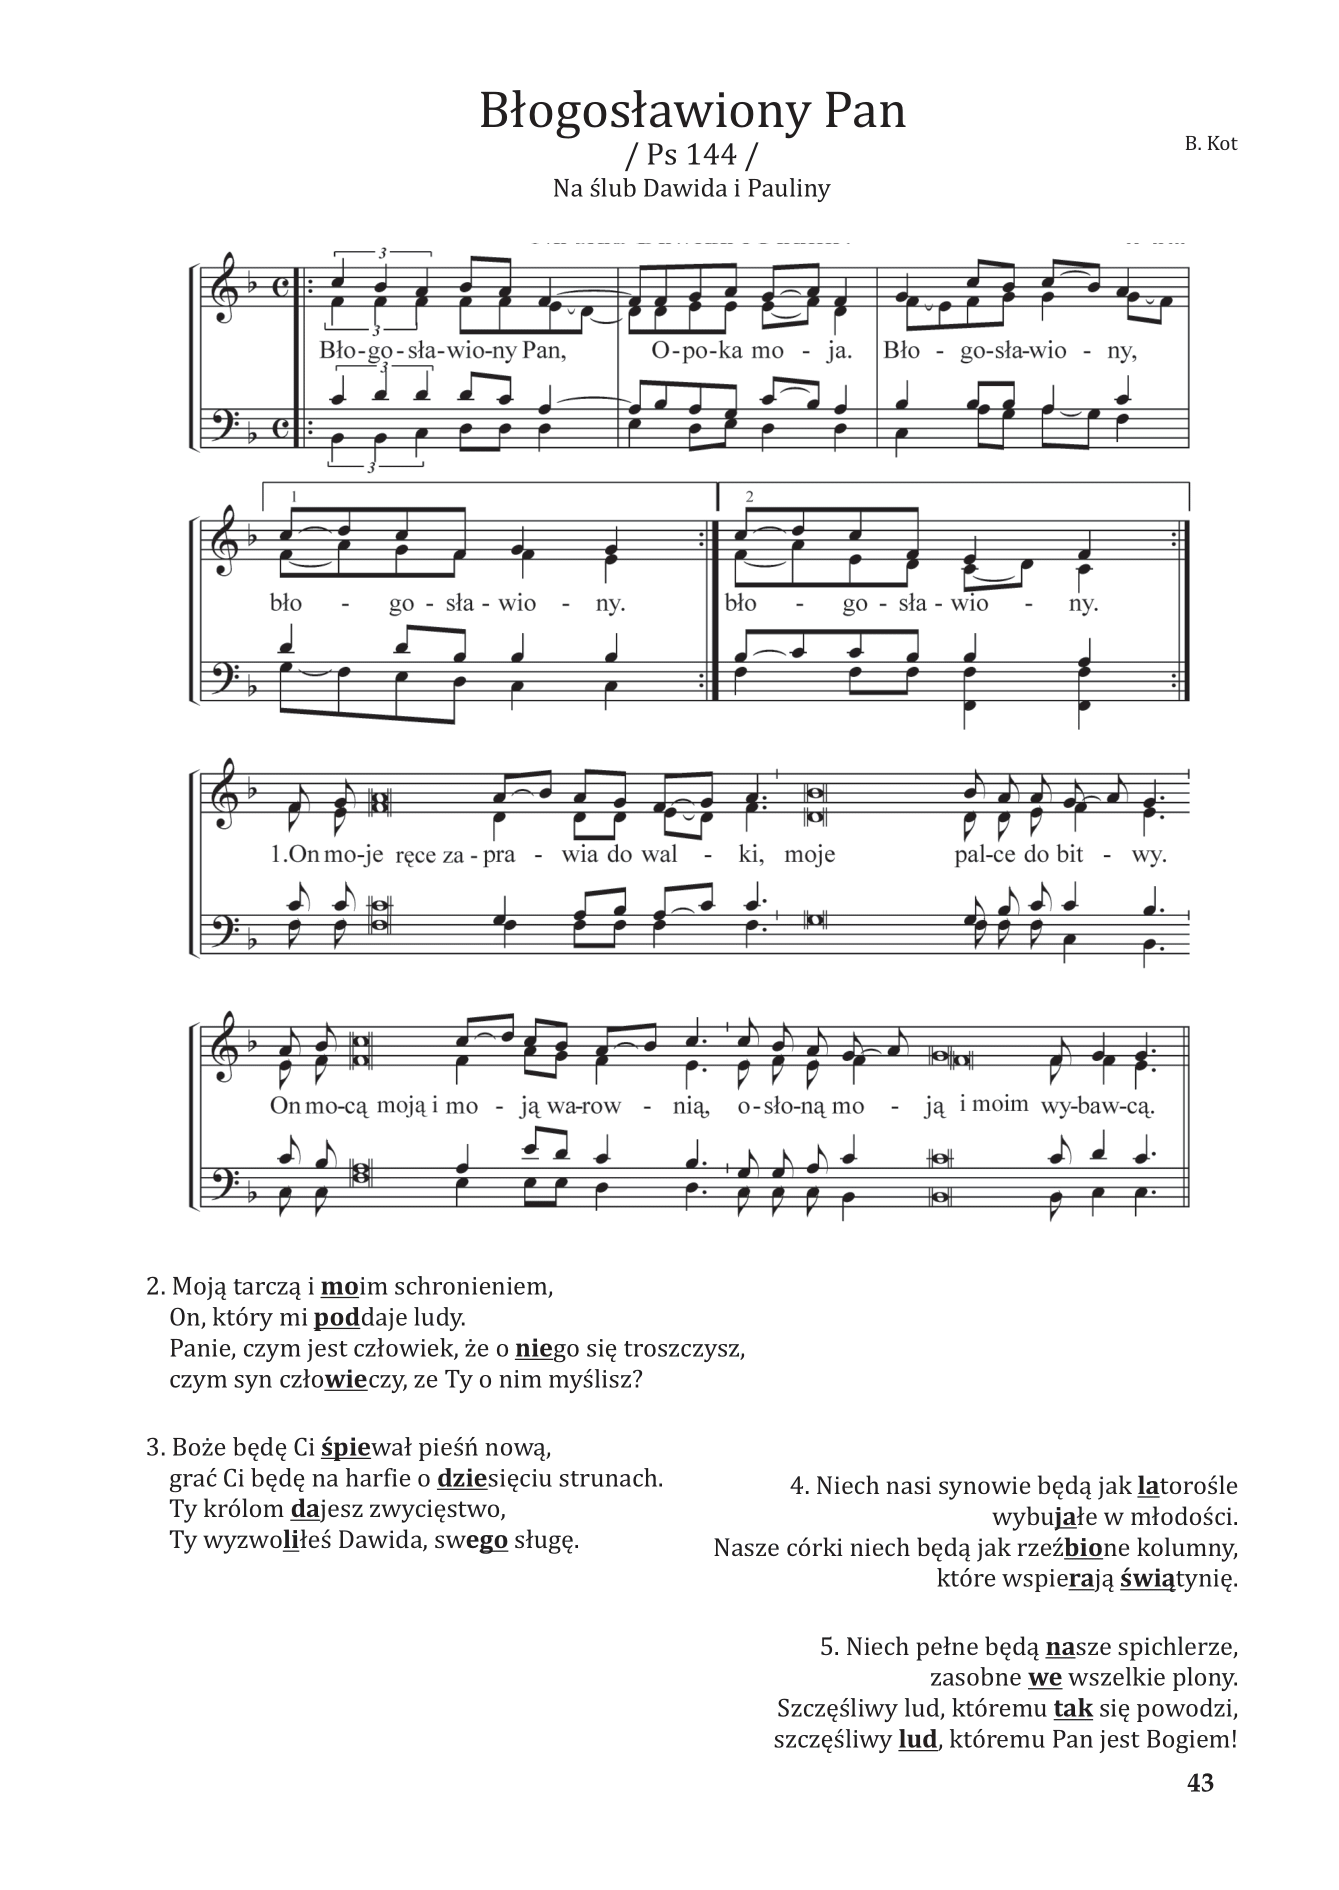 Błogosławiony Pan
/ Ps 144 /
B. Kot
Na ślub Dawida i Pauliny
3
3
Bło-go-sła-wio-ny Pan, O-po-ka mo - ja. Bło - go-sła-wio - ny,
3
3
1 2
bło - go - sła - wio - ny. bło - go - sła - wio - ny.
1.On mo-je ręce za - pra - wia do wal - ki, moje pal-ce do bit - wy.
On mo-cą moją i mo - ją wa-row - nią, o-sło-ną mo - ją i moim wy-baw-cą.
2. Moją tarczą i moim schronieniem,
On, który mi poddaje ludy.
Panie, czym jest człowiek, że o niego się troszczysz,
czym syn człowieczy, ze Ty o nim myślisz?
3. Boże będę Ci śpiewał pieśń nową,
grać Ci będę na harfie o dziesięciu strunach.
Ty królom dajesz zwycięstwo,
Ty wyzwoliłeś Dawida, swego sługę.
4. Niech nasi synowie będą jak latorośle
wybujałe w młodości.
Nasze córki niech będą jak rzeźbione kolumny,
które wspierają świątynię.
5. Niech pełne będą nasze spichlerze,
zasobne we wszelkie plony.
Szczęśliwy lud, któremu tak się powodzi,
szczęśliwy lud, któremu Pan jest Bogiem!
43